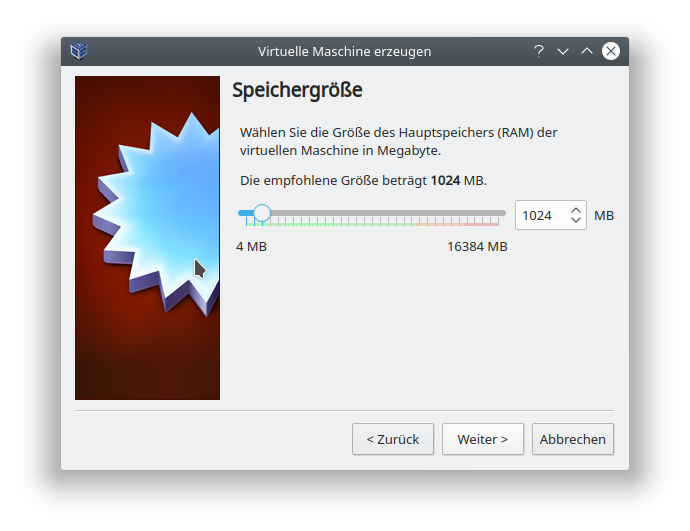 Virtuelle Maschine erzeugen
Speichergröße
Wählen Sie die Größe des Hauptspeichers (RAM) der
virtuellen Maschine in Megabyte.
Die empfohlene Größe beträgt 1024 MB.
1024 MB
4 MB 16384 MB
< Zurück Weiter > Abbrechen